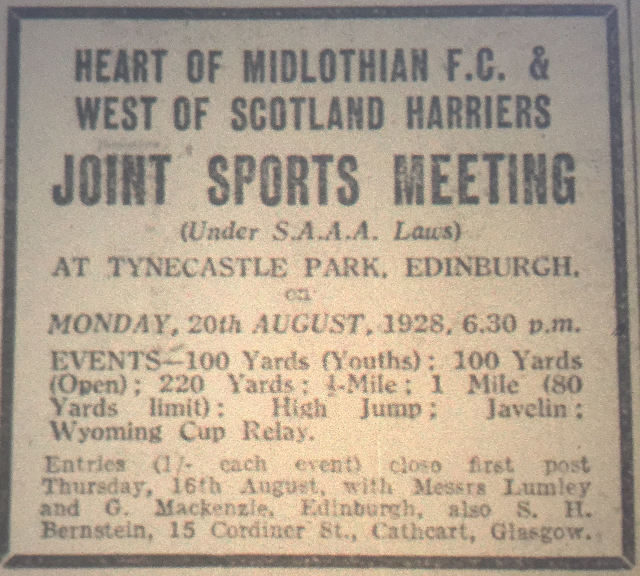 HEART OF MIDLOTHIAN F.C. &
WEST OF SCOTLAND HARRIERS
JOINT SPORTS MEETING
(Under S.A.A.A. Laws)
AT TYNECASTLE PARK, EDINBURGH,
on
MONDAY, 20th AUGUST, 1928, 6.30 p.m.
EVENTS—100 Yards (Youths); 100 Yards
(Open); 220 Yards; -Mile; 1 Mile (80
Yards limit); High Jump; Javelin;
Wyoming Cup Relay.
Entries (1/- each event) close first post
Thursday, 16th August, with Messrs Lumley
and G. Mackenzie, Edinburgh, also S. H.
Bernstein, 15 Cordiner St., Cathcart, Glasgow.